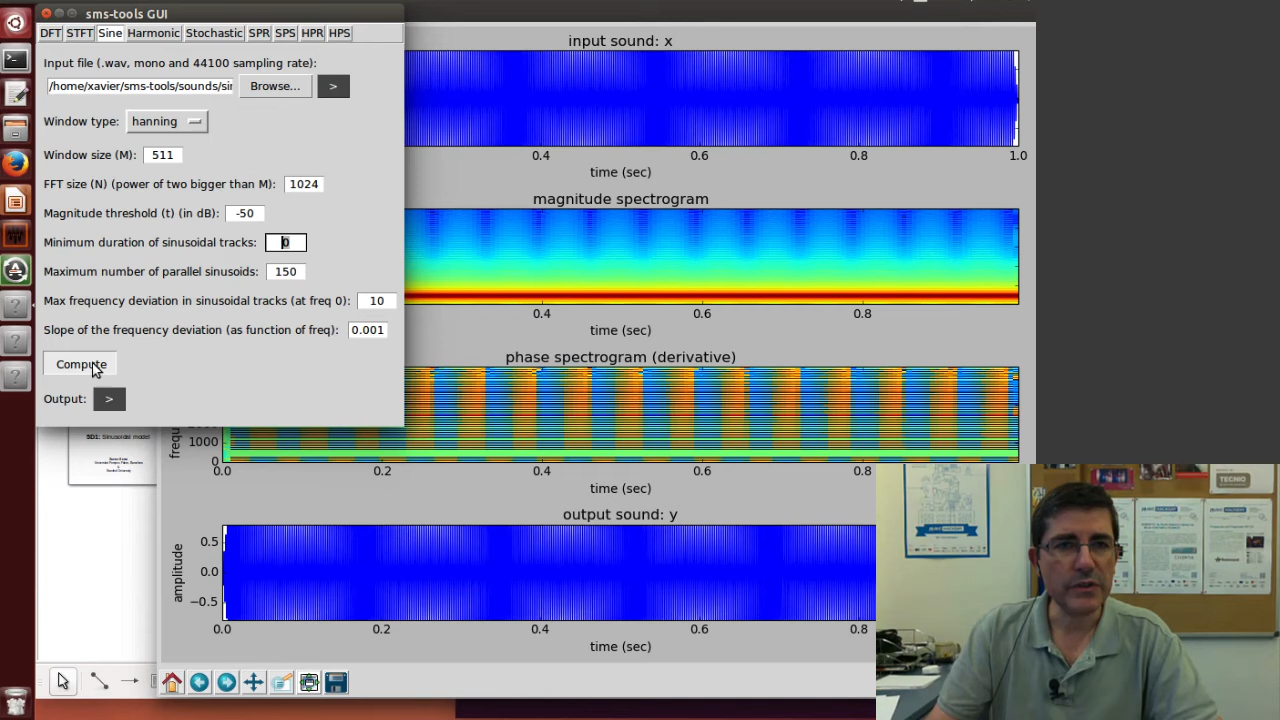 sms-tools GUI
DFT STFT Sine Harmonic Stochastic SPR SPS HPR HPS
Input file (.wav, mono and 44100 sampling rate):
/home/xavier/sms-tools/sounds/sin Browse... >
Window type: hanning
Window size (M): 511
FFT size (N) (power of two bigger than M): 1024
Magnitude threshold (t) (in dB): -50
Minimum duration of sinusoidal tracks: 0
Maximum number of parallel sinusoids: 150
Max frequency deviation in sinusoidal tracks (at freq 0): 10
Slope of the frequency deviation (as function of freq): 0.001
Compute
Output: >
input sound: x
0.4 0.6 0.8 1.0
time (sec)
magnitude spectrogram
0.4 0.6 0.8
time (sec)
phase spectrogram (derivative)
1000
0
0.0 0.2 0.4 0.6 0.8
time (sec)
output sound: y
amplitude
0.5
0.0
−0.5
0.0 0.2 0.4 0.6 0.8
time (sec)
5D1: Sinusoidal model
TECNIO